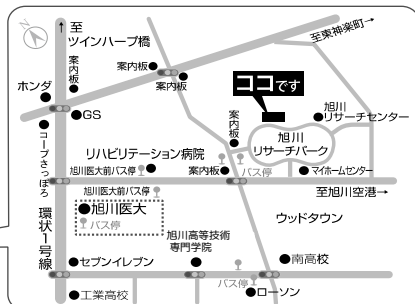 N
↑至
ツインハープ橋
至東神楽町→
案内板
案内板
案内板
ホンダ
GS
ココです
案内板
旭川
リサーチセンター
旭川
リサーチパーク
コープさっぽろ
リハビリテーション病院
旭川医大前バス停
案内板
バス停
マイホームセンター
旭川医大前バス停
至旭川空港→
旭川医大
バス停
環状1号線
ウッドタウン
旭川高等技術
専門学院
セブンイレブン
南高校
バス停
工業高校
ローソン